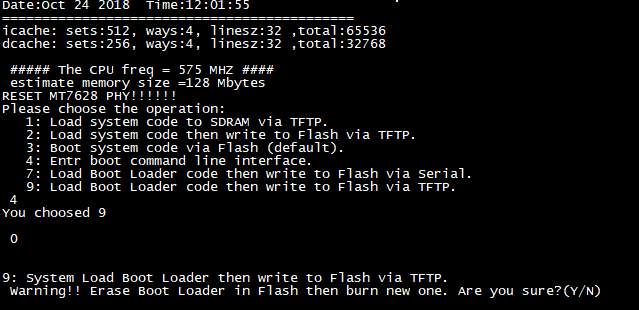 Date:Oct 24 2018  Time:12:01:55
============================================
icache: sets:512, ways:4, linesz:32 ,total:65536
dcache: sets:256, ways:4, linesz:32 ,total:32768
##### The CPU freq = 575 MHZ ####
estimate memory size =128 Mbytes
RESET MT7628 PHY!!!!!!
Please choose the operation:
1: Load system code to SDRAM via TFTP.
2: Load system code then write to Flash via TFTP.
3: Boot system code via Flash (default).
4: Entr boot command line interface.
7: Load Boot Loader code then write to Flash via Serial.
9: Load Boot Loader code then write to Flash via TFTP.
4
You choosed 9
0
9: System Load Boot Loader then write to Flash via TFTP.
Warning!! Erase Boot Loader in Flash then burn new one. Are you sure?(Y/N)